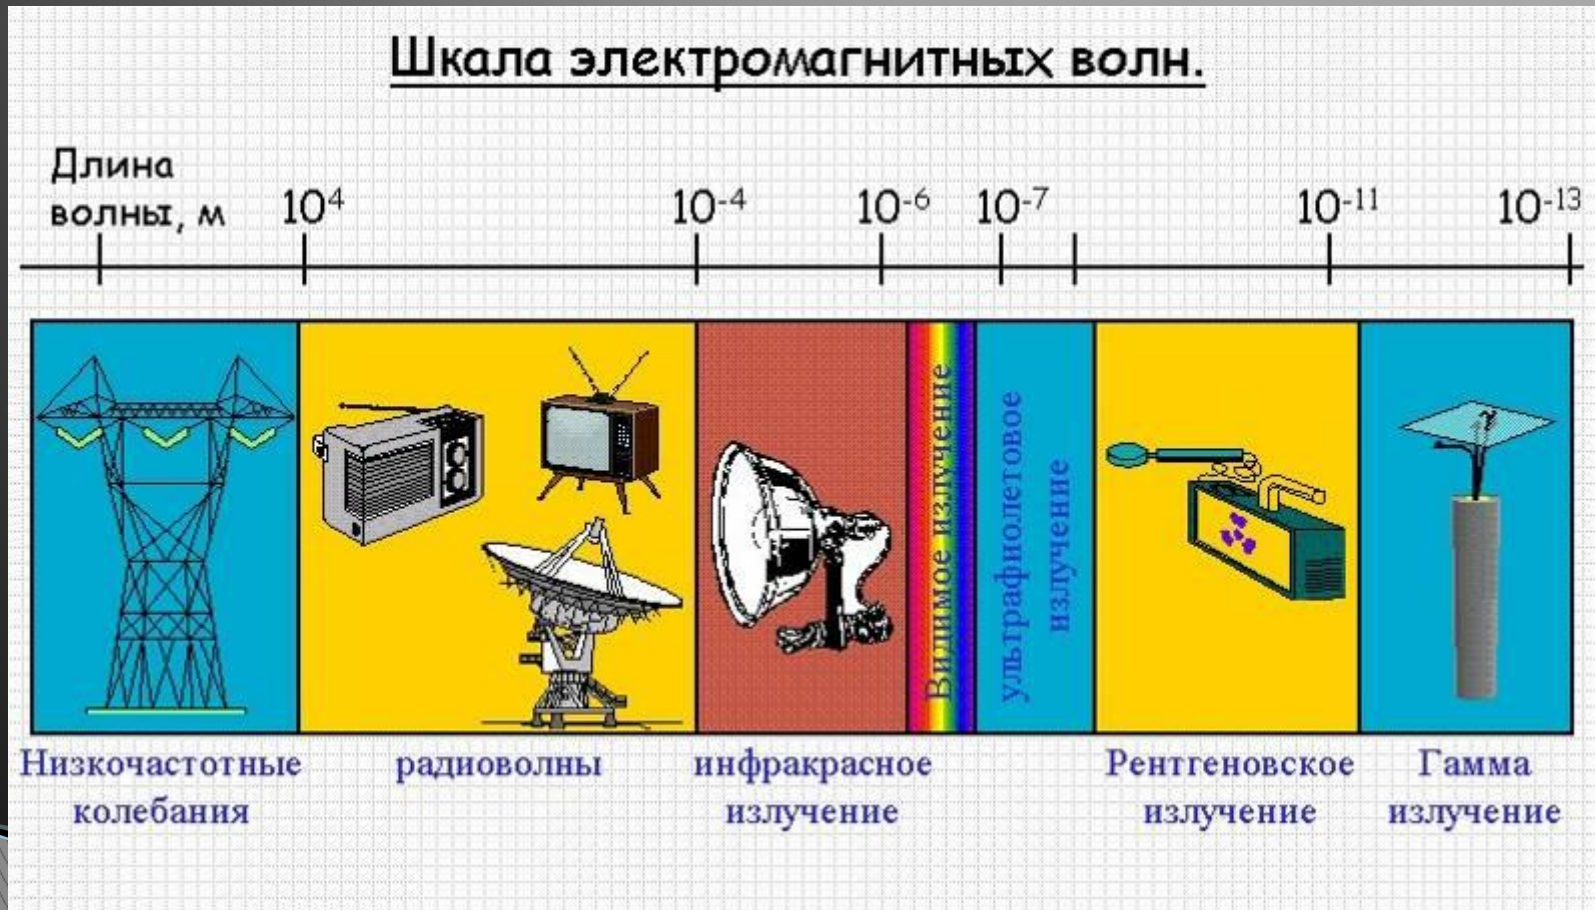 Шкала электромагнитных волн.
Длина
волны, м
10⁴ 10⁻⁴ 10⁻⁶ 10⁻⁷ 10⁻¹¹ 10⁻¹³
Видимое излучение
ультрафиолетовое
излучение
Низкочастотные
колебания
радиоволны
инфракрасное
излучение
Рентгеновское
излучение
Гамма
излучение